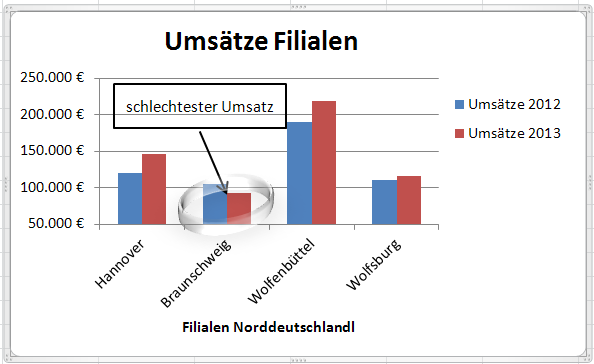 Umsätze Filialen
250.000 €
200.000 €
150.000 €
100.000 €
50.000 €
schlechtester Umsatz
Umsätze 2012
Umsätze 2013
Hannover
Braunschweig
Wolfenbüttel
Wolfsburg
Filialen Norddeutschlandl